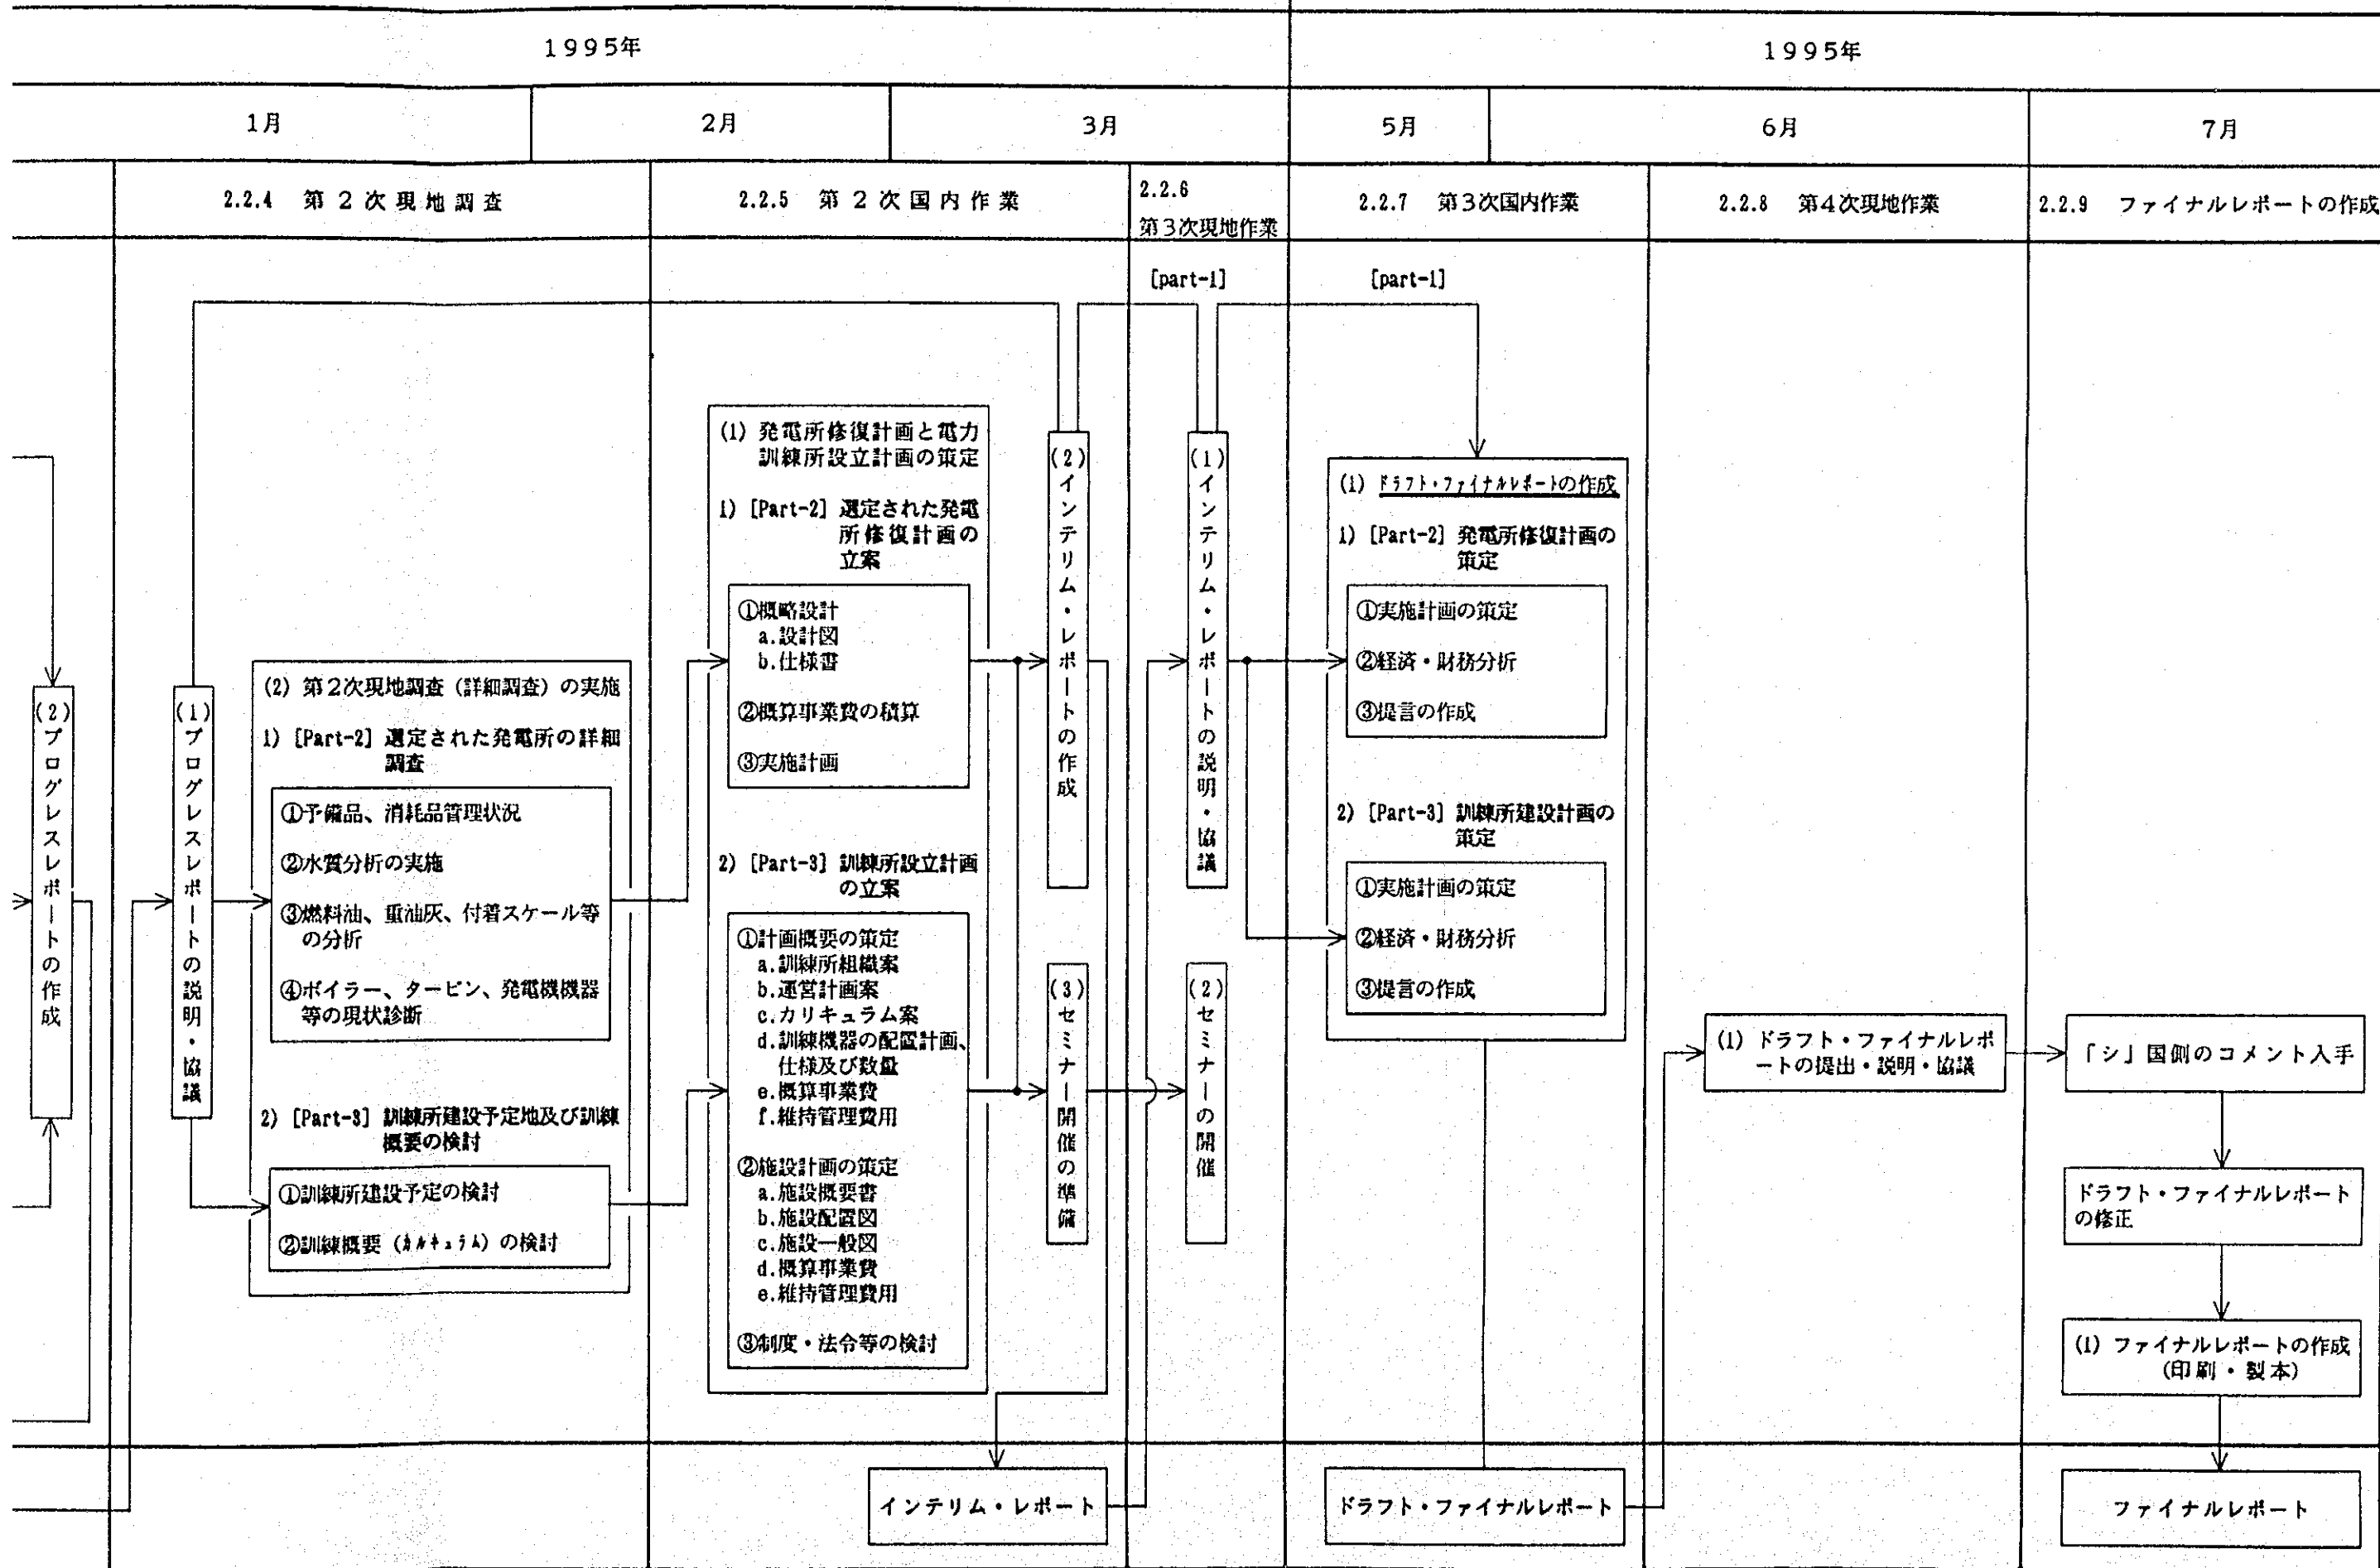 1995年
1995年
1月
2月
3月
5月
6月
7月
2.2.4 第2次現地調査
2.2.5 第2次国内作業
2.2.6
第3次現地作業
2.2.7 第3次国内作業
2.2.8 第4次現地作業
2.2.9 ファイナルレポートの作成
[part-1]
[part-1]
(2)プログレスレポートの作成
(1)プログレスレポートの説明・協議
(2) 第2次現地調査（詳細調査）の実施
1) [Part-2] 選定された発電所の詳細
調査
①予備品、消耗品管理状況
②水質分析の実施
③燃料油、重油灰、付着スケール等
の分析
④ボイラー、タービン、発電機機器
等の現状診断
2) [Part-3] 訓練所建設予定地及び訓練
概要の検討
①訓練所建設予定の検討
②訓練概要（カルキュラム）の検討
(1) 発電所修復計画と電力
訓練所設立計画の策定
1) [Part-2] 選定された発電
所修復計画の
立案
①概略設計
a.設計図
b.仕様書
②概算事業費の積算
③実施計画
2) [Part-3] 訓練所設立計画
の立案
①計画概要の策定
a.訓練所組織案
b.運営計画案
c.カリキュラム案
d.訓練機器の配置計画、
仕様及び数量
e.概算事業費
f.維持管理費用
②施設計画の策定
a.施設概要書
b.施設配置図
c.施設一般図
d.概算事業費
e.維持管理費用
③制度・法令等の検討
(2)インテリム・レポートの作成
(3)セミナー開催の準備
(1)インテリム・レポートの説明・協議
(2)セミナーの開催
(1) ドラフト・ファイナルレポートの作成
1) [Part-2] 発電所修復計画の
策定
①実施計画の策定
②経済・財務分析
③提言の作成
2) [Part-3] 訓練所建設計画の
策定
①実施計画の策定
②経済・財務分析
③提言の作成
(1) ドラフト・ファイナルレポ
ートの提出・説明・協議
「シ」国側のコメント入手
ドラフト・ファイナルレポート
の修正
(1) ファイナルレポートの作成
(印刷・製本)
インテリム・レポート
ドラフト・ファイナルレポート
ファイナルレポート